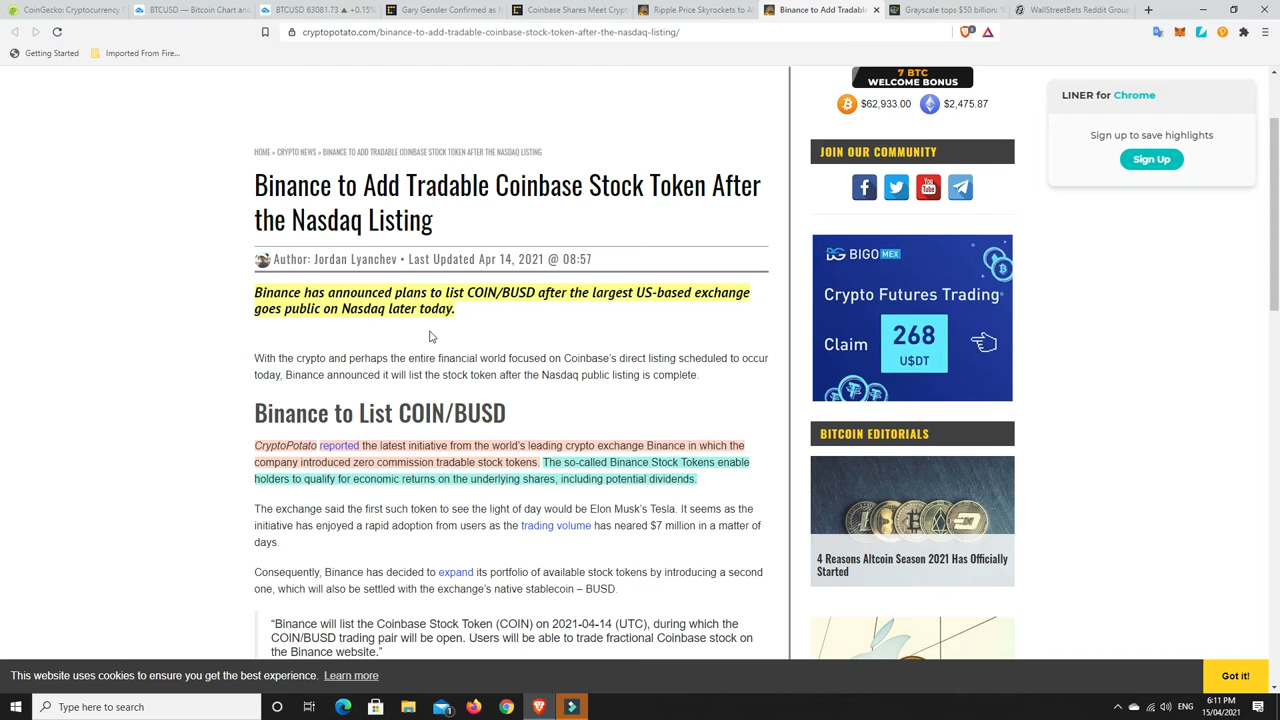 CoinGecko: Cryptocurrency P
BTCUSD — Bitcoin Chart and
BTCUSD 63081.73 ▲ +0.15%
Gary Gensler Confirmed as N
Coinbase Shares Meet Crypt
Ripple Price Skyrockets to Al
Binance to Add Tradable
Grayscale tops $50 billion: 'W
WallStreetBets Reddit Group
cryptopotato.com/binance-to-add-tradable-coinbase-stock-token-after-the-nasdaq-listing/
Getting Started
Imported From Fire...
7 BTC
WELCOME BONUS
$62,933.00
$2,475.87
LINER for Chrome
Sign up to save highlights
Sign Up
HOME » CRYPTO NEWS » BINANCE TO ADD TRADABLE COINBASE STOCK TOKEN AFTER THE NASDAQ LISTING
Binance to Add Tradable Coinbase Stock Token After
the Nasdaq Listing
Author: Jordan Lyanchev • Last Updated Apr 14, 2021 @ 08:57
Binance has announced plans to list COIN/BUSD after the largest US-based exchange
goes public on Nasdaq later today.
With the crypto and perhaps the entire financial world focused on Coinbase's direct listing scheduled to occur
today, Binance announced it will list the stock token after the Nasdaq public listing is complete.
Binance to List COIN/BUSD
CryptoPotato reported the latest initiative from the world's leading crypto exchange Binance in which the
company introduced zero commission tradable stock tokens. The so-called Binance Stock Tokens enable
holders to qualify for economic returns on the underlying shares, including potential dividends.
The exchange said the first such token to see the light of day would be Elon Musk's Tesla. It seems as the
initiative has enjoyed a rapid adoption from users as the trading volume has neared $7 million in a matter of
days.
Consequently, Binance has decided to expand its portfolio of available stock tokens by introducing a second
one, which will also be settled with the exchange's native stablecoin – BUSD.
“Binance will list the Coinbase Stock Token (COIN) on 2021-04-14 (UTC), during which the
COIN/BUSD trading pair will be open. Users will be able to trade fractional Coinbase stock on
the Binance website.”
JOIN OUR COMMUNITY
You
Tube
BIGO MEX
Crypto Futures Trading
Claim
268
U$DT
BITCOIN EDITORIALS
4 Reasons Altcoin Season 2021 Has Officially
Started
This website uses cookies to ensure you get the best experience. Learn more
Got it!
Type here to search
ENG
6:11 PM
15/04/2021